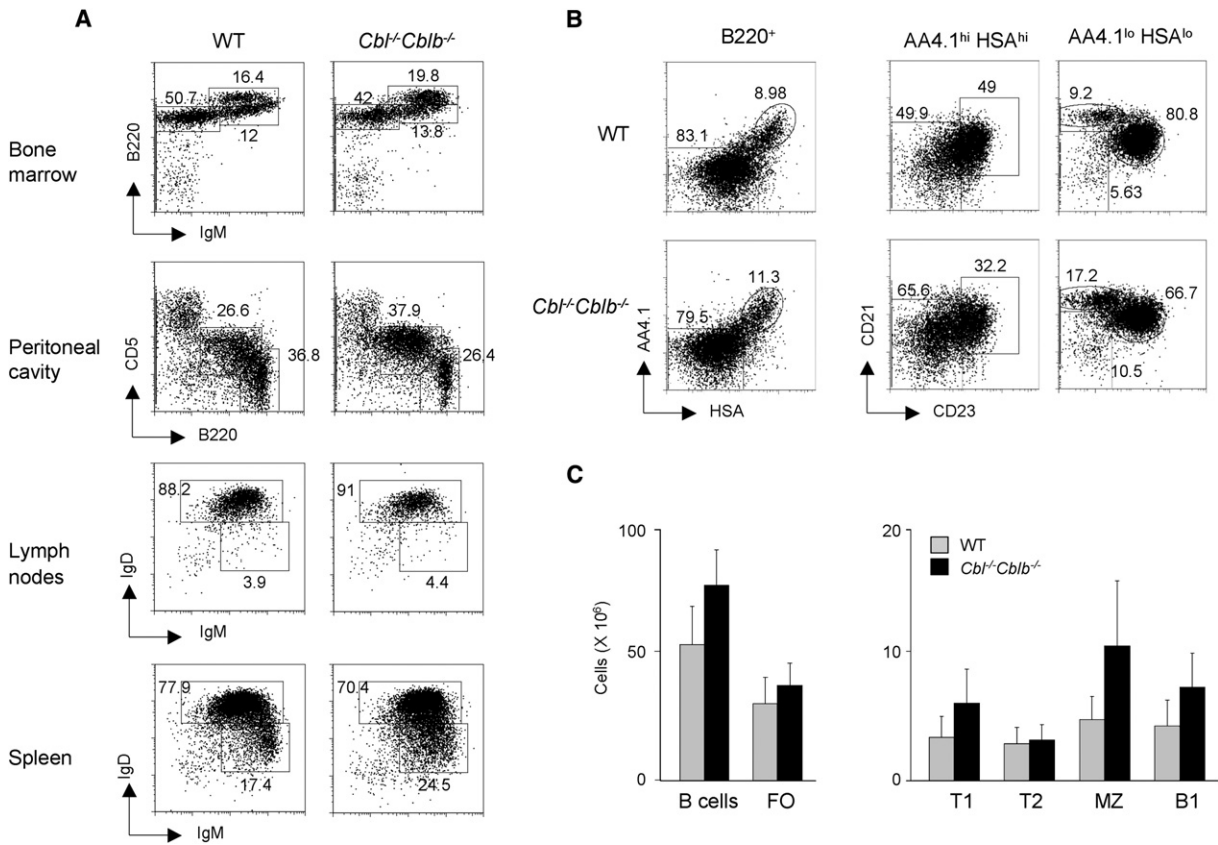 A
WT
Cbl-/-Cblb-/-
Bone
marrow
B220
IgM
50.7
16.4
12
42
19.8
13.8
Peritoneal
cavity
CD5
B220
26.6
36.8
37.9
26.4
Lymph
nodes
IgD
IgM
88.2
3.9
91
4.4
Spleen
IgD
IgM
77.9
17.4
70.4
24.5
B
B220+
AA4.1hi HSAhi
AA4.1lo HSAlo
WT
83.1
8.98
49.9
49
9.2
80.8
5.63
Cbl-/-Cblb-/-
79.5
11.3
65.6
32.2
17.2
66.7
10.5
AA4.1
HSA
CD21
CD23
C
Cells (X 10⁶)
100
50
0
B cells
FO
20
10
0
WT
Cbl-/-Cblb-/-
T1
T2
MZ
B1